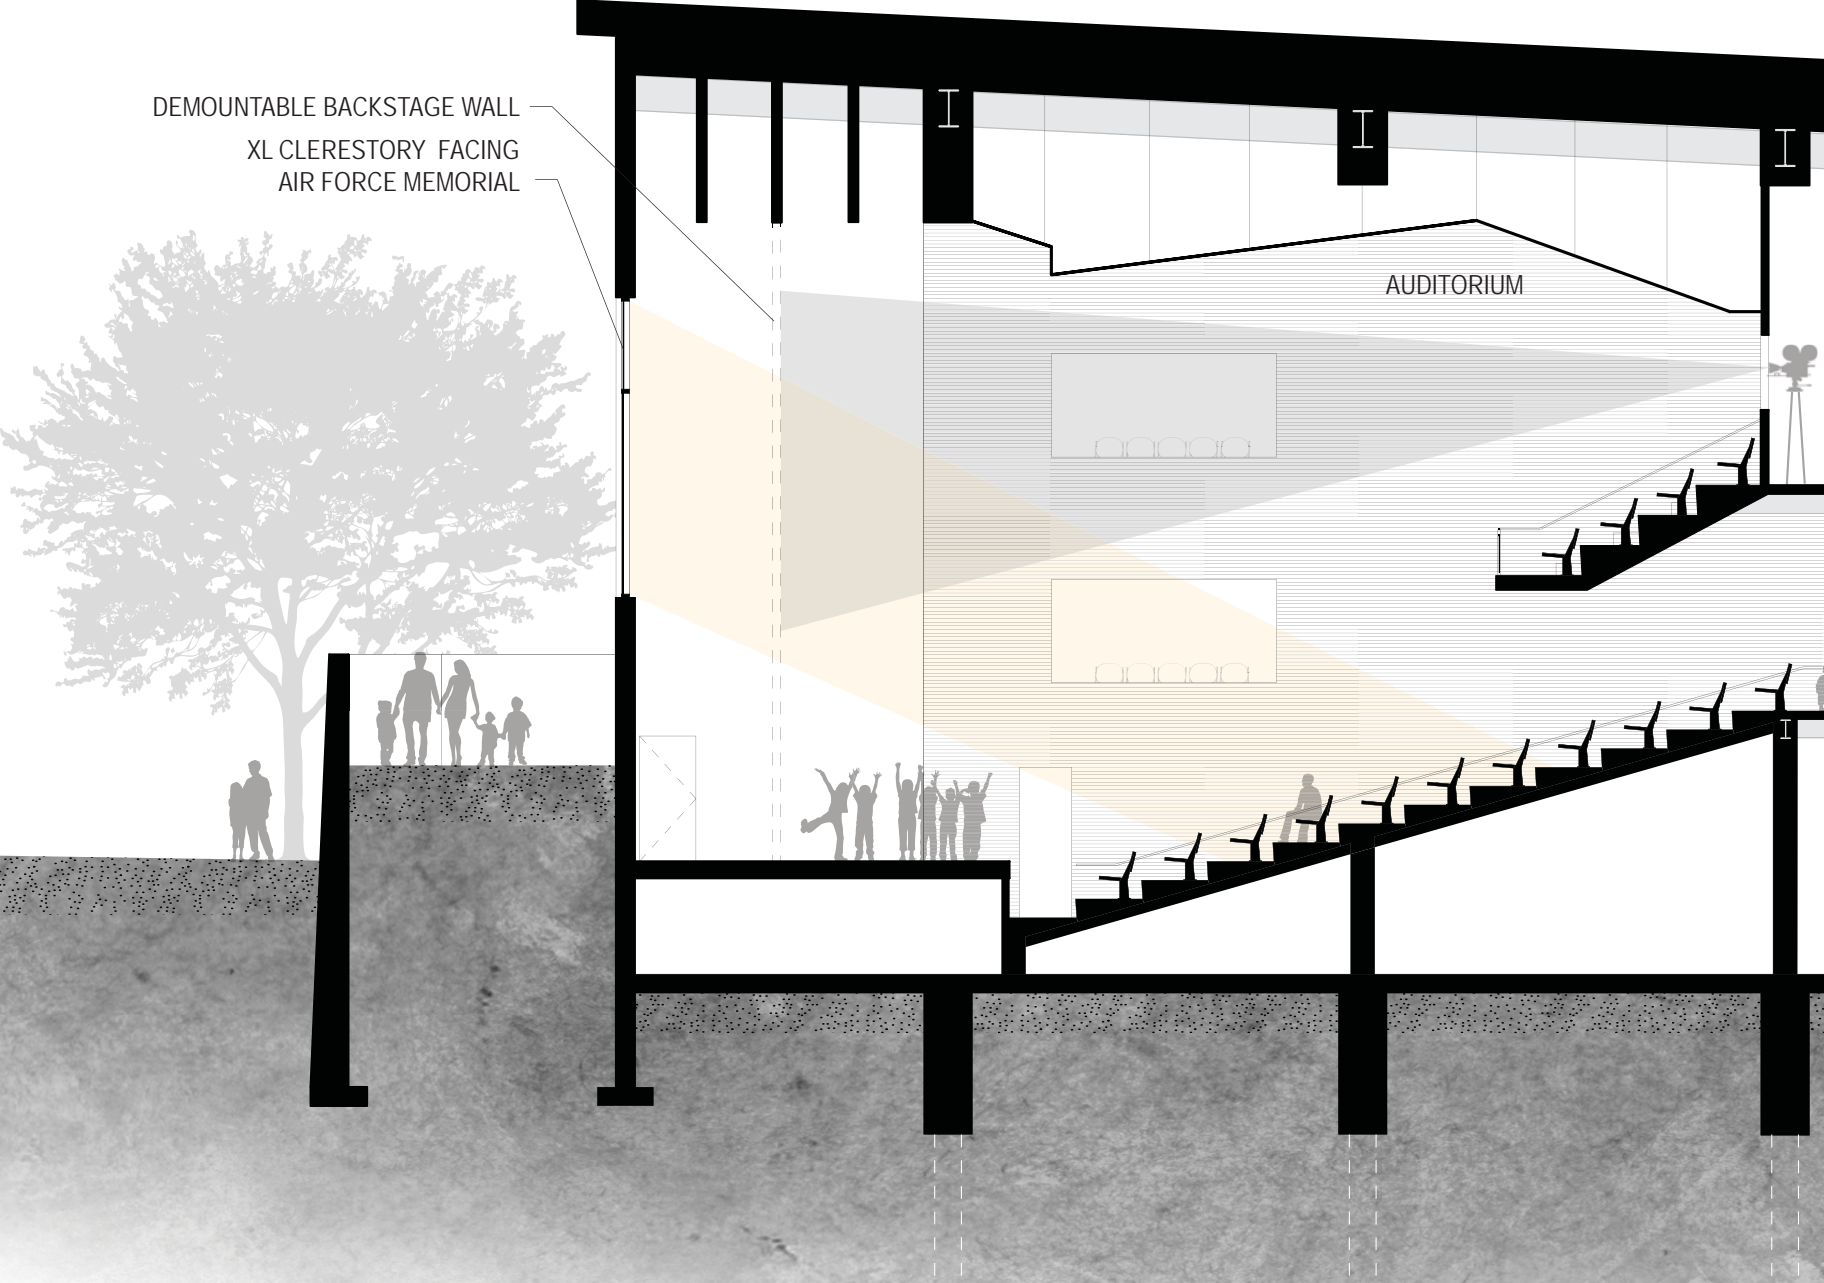 DEMOUNTABLE BACKSTAGE WALL
XL CLERESTORY FACING
AIR FORCE MEMORIAL
AUDITORIUM